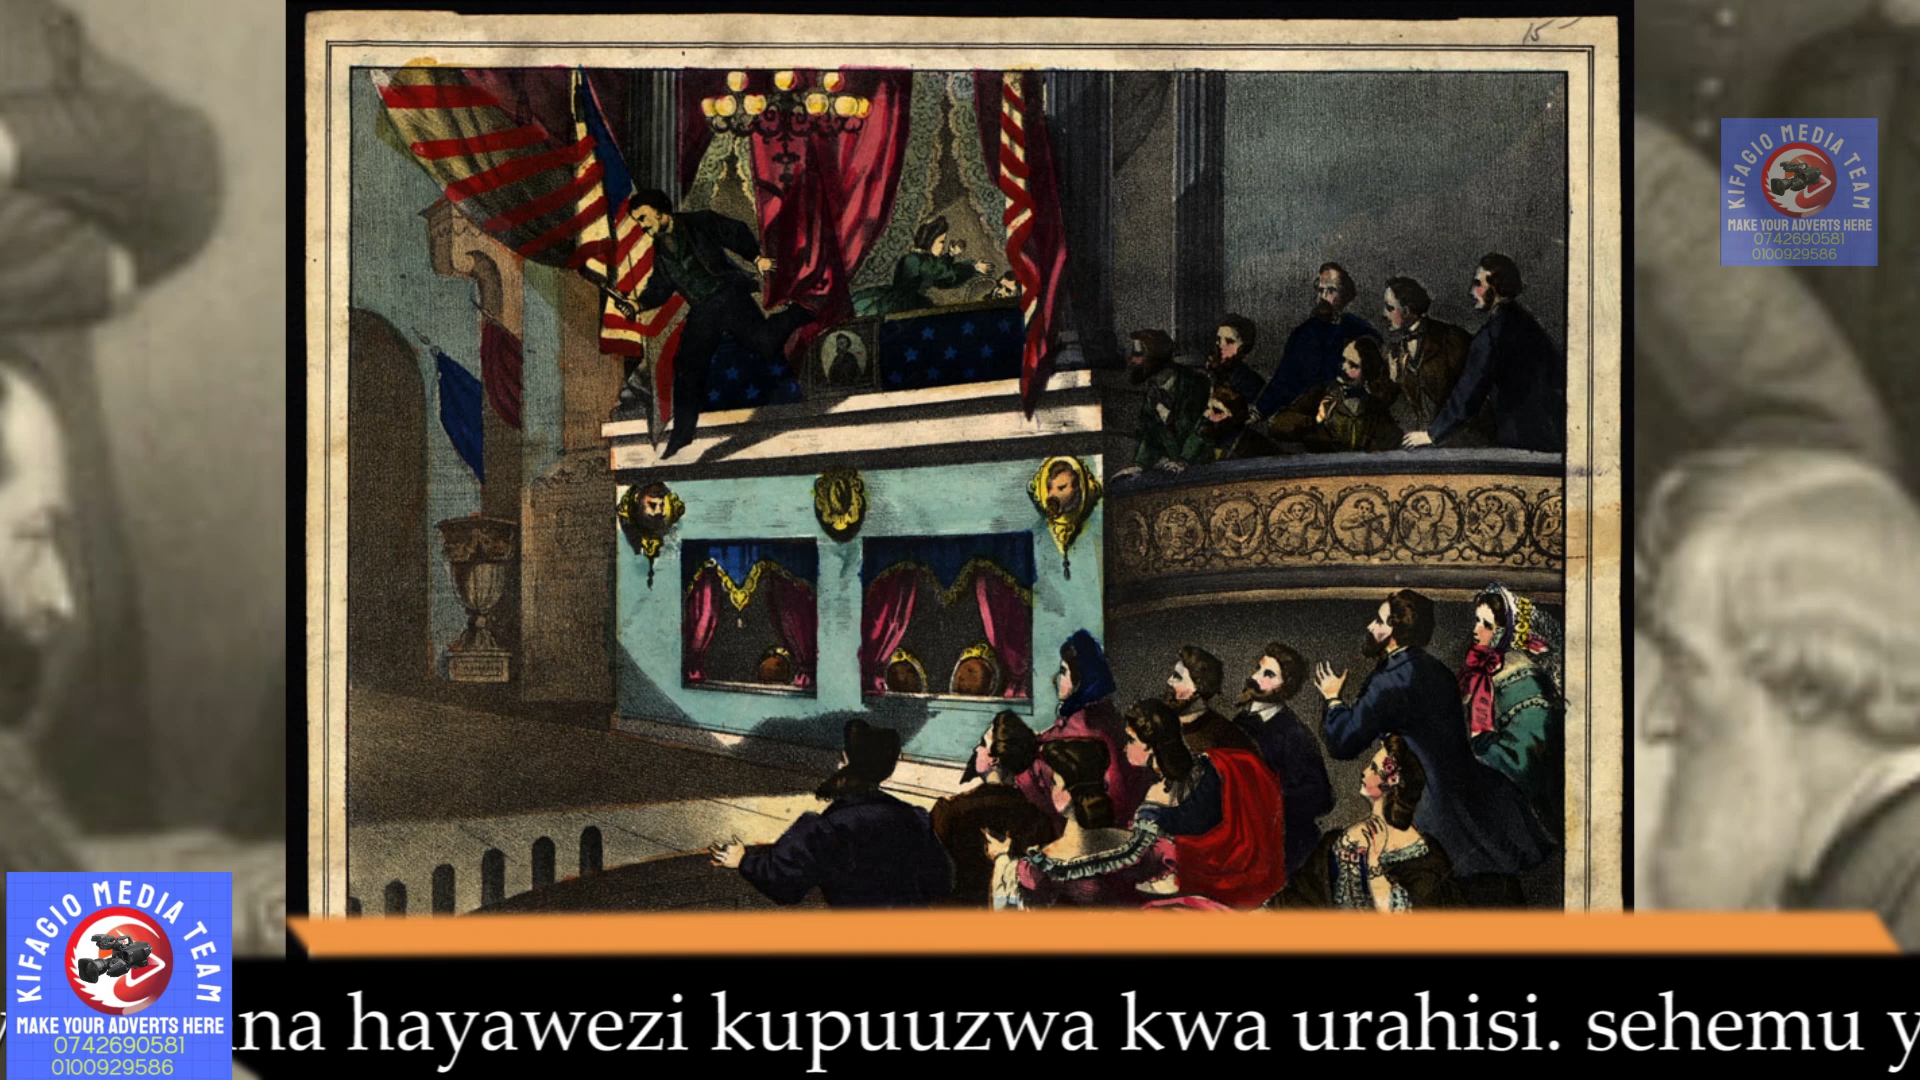 15
KIFAGIO MEDIA TEAM
MAKE YOUR ADVERTS HERE
0742690581
0100929586
KIFAGIO MEDIA TEAM
MAKE YOUR ADVERTS HERE
0742690581
0100929586
hayawezi kupuuzwa kwa urahisi. sehemu